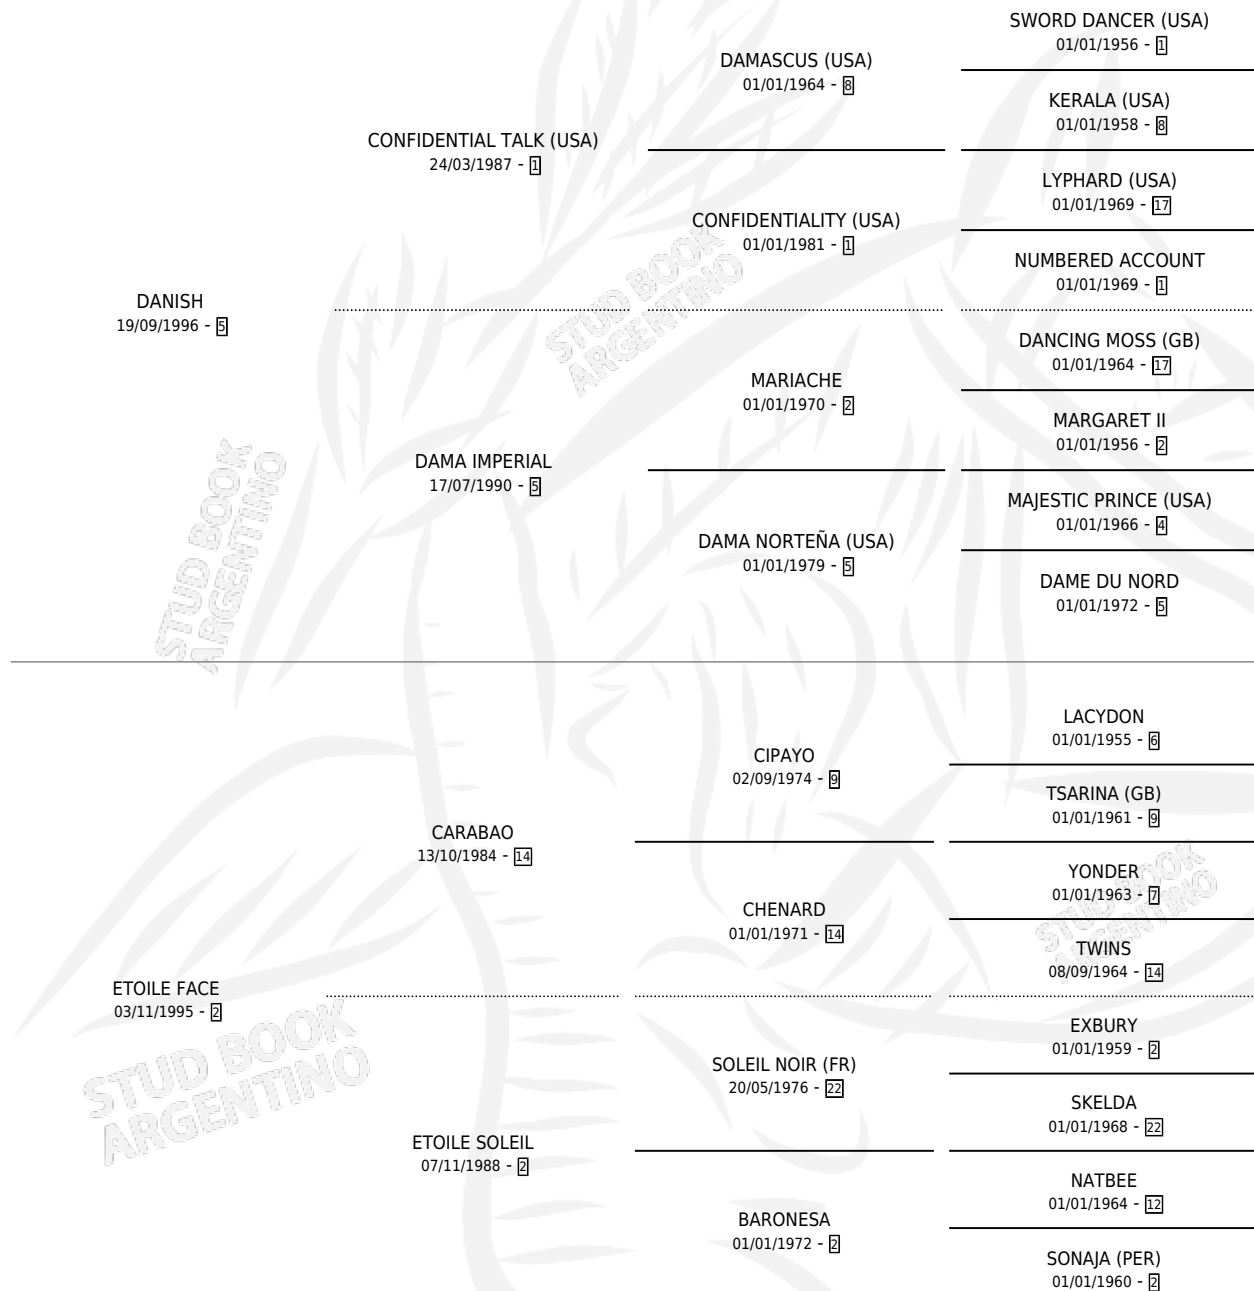 SWORD DANCER (USA)
01/01/1956 - 1
DAMASCUS (USA)
01/01/1964 - 8
KERALA (USA)
01/01/1958 - 8
CONFIDENTIAL TALK (USA)
24/03/1987 - 1
LYPHARD (USA)
01/01/1969 - 17
CONFIDENTIALITY (USA)
01/01/1981 - 1
NUMBERED ACCOUNT
01/01/1969 - 1
DANISH
19/09/1996 - 5
DANCING MOSS (GB)
01/01/1964 - 17
MARIACHE
01/01/1970 - 2
MARGARET II
01/01/1956 - 2
DAMA IMPERIAL
17/07/1990 - 5
MAJESTIC PRINCE (USA)
01/01/1966 - 4
DAMA NORTEÑA (USA)
01/01/1979 - 5
DAME DU NORD
01/01/1972 - 5
LACYDON
01/01/1955 - 6
CIPAYO
02/09/1974 - 9
TSARINA (GB)
01/01/1961 - 9
CARABAO
13/10/1984 - 14
YONDER
01/01/1963 - 7
CHENARD
01/01/1971 - 14
TWINS
08/09/1964 - 14
ETOILE FACE
03/11/1995 - 2
EXBURY
01/01/1959 - 2
SOLEIL NOIR (FR)
20/05/1976 - 22
SKELDA
01/01/1968 - 22
ETOILE SOLEIL
07/11/1988 - 2
NATBEE
01/01/1964 - 12
BARONESA
01/01/1972 - 2
SONAJA (PER)
01/01/1960 - 2
STUD BOOK
ARGENTINO
STUD BOOK
ARGENTINO
STUD BOOK
ARGENTINO
STUD BOOK
ARGENTINO